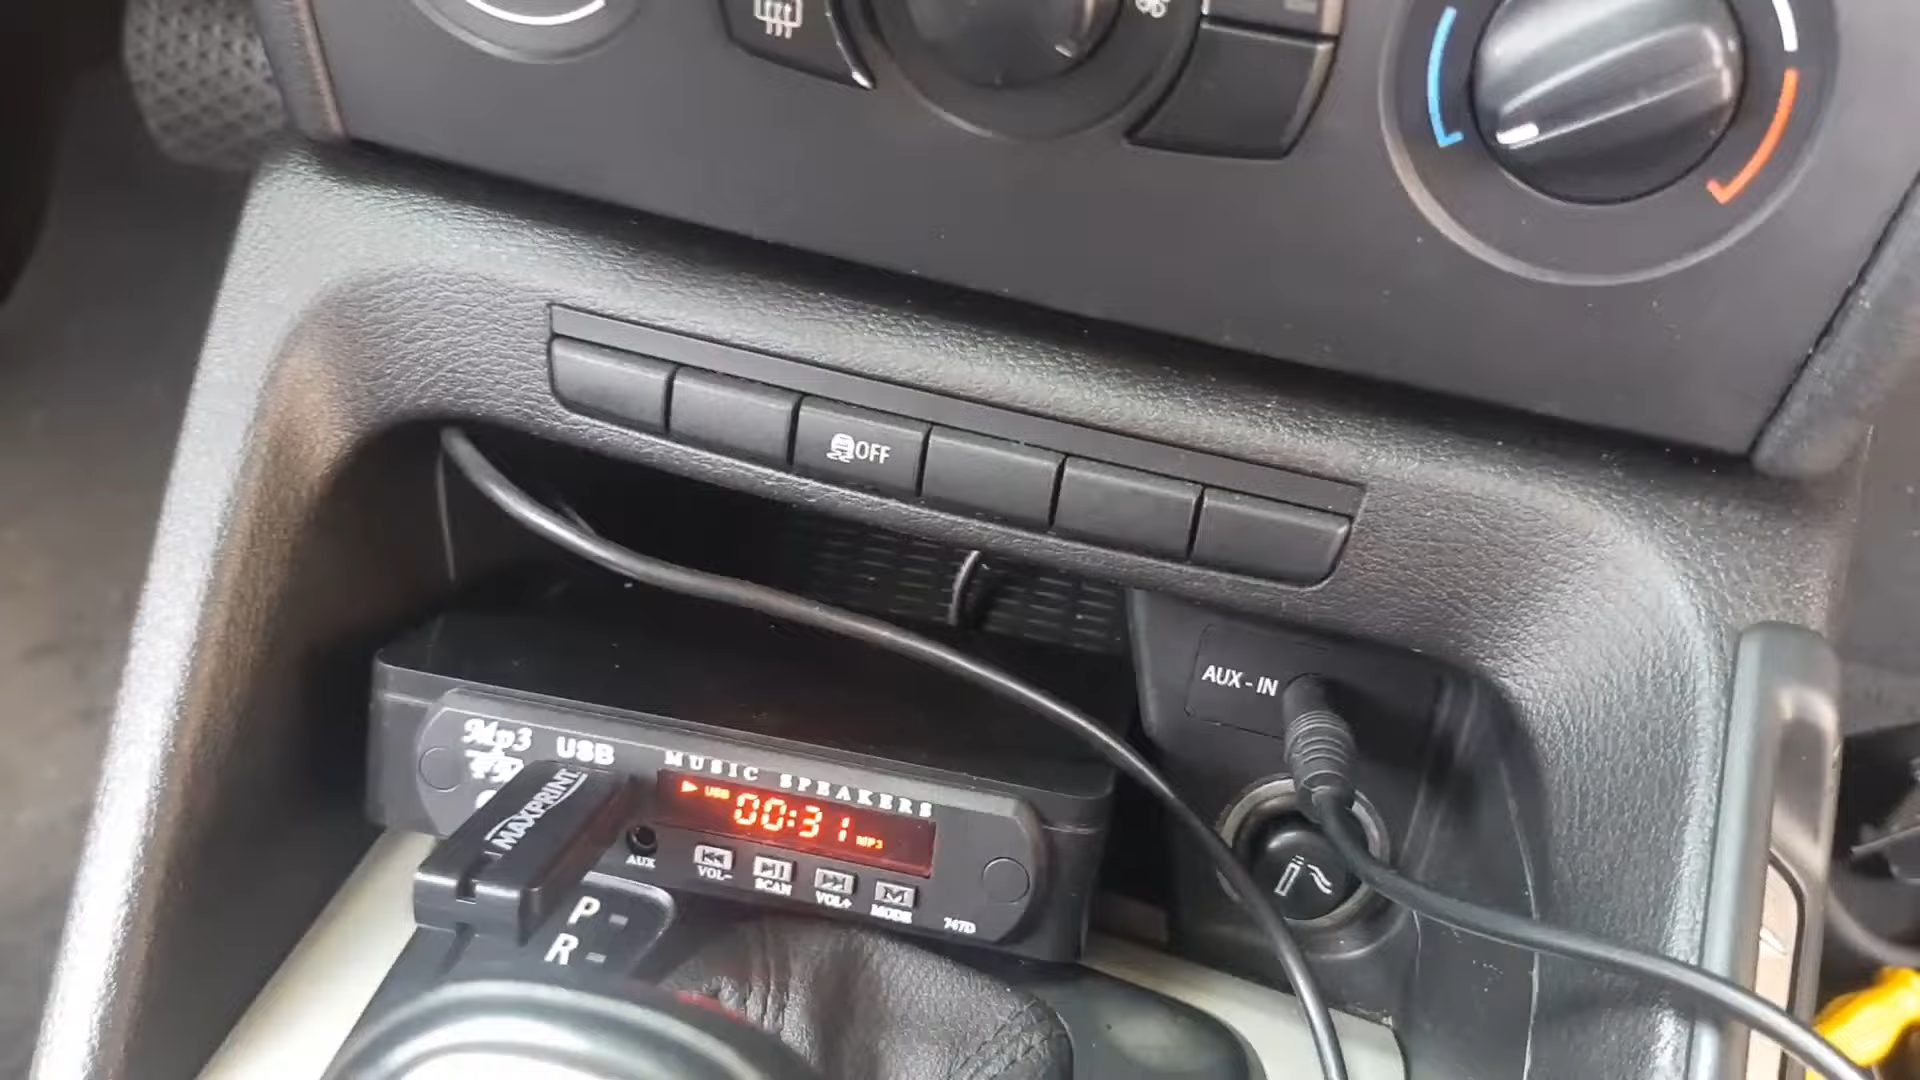 OFF
AUX - IN
Mp3
USB
MUSIC SPEAKERS
MAXPRINT
USB
00:31
MP3
AUX
VOL-
SCAN
VOL+
MODE
M
747D
P -
R -